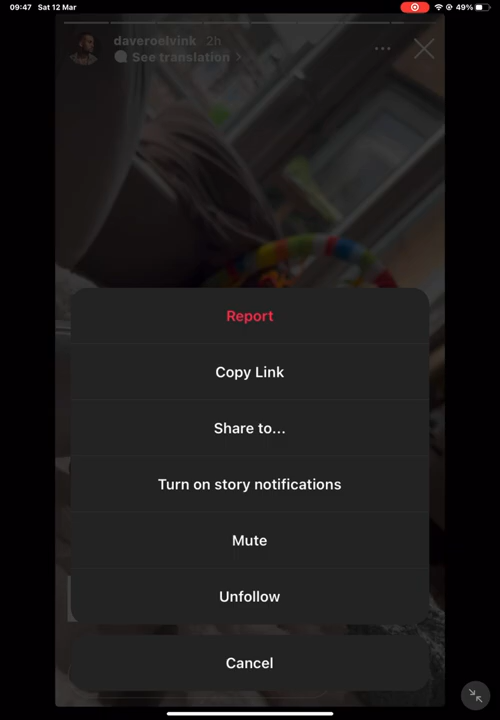 09:47 Sat 12 Mar 49%
daveroelvink 2h
See translation
Report
Copy Link
Share to...
Turn on story notifications
Mute
Unfollow
Cancel